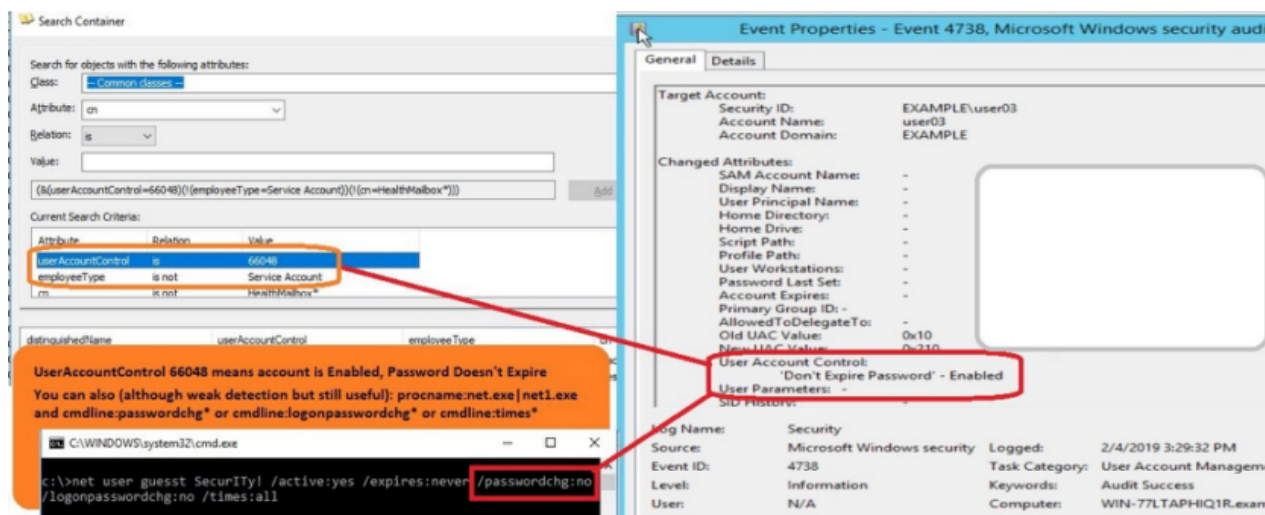 Search Container
Search for objects with the following attributes:
Class: -- Common classes --
Attribute: cn
Relation: is
Value:
(&(userAccountControl=66048)(!(employeeType=Service Account))(!(cn=HealthMailbox*)))
Add
Current Search Criteria:
Attribute Relation Value
userAccountControl is 66048
employeeType is not Service Account
cn is not HealthMailbox*
distinguishedName userAccountControl employeeType cn
UserAccountControl 66048 means account is Enabled, Password Doesn't Expire
You can also (although weak detection but still useful): procname:net.exe|net1.exe
and cmdline:passwordchg* or cmdline:logonpasswordchg* or cmdline:times*
C:\WINDOWS\system32\cmd.exe
c:\>net user guesst SecurITy! /active:yes /expires:never /passwordchg:no
/logonpasswordchg:no /times:all
Event Properties - Event 4738, Microsoft Windows security audi
General Details
Target Account:
Security ID: EXAMPLE\user03
Account Name: user03
Account Domain: EXAMPLE
Changed Attributes:
SAM Account Name: -
Display Name: -
User Principal Name: -
Home Directory: -
Home Drive: -
Script Path: -
Profile Path: -
User Workstations: -
Password Last Set: -
Account Expires: -
Primary Group ID: -
AllowedToDelegateTo: -
Old UAC Value: 0x10
New UAC Value: 0x210
User Account Control:
'Don't Expire Password' - Enabled
User Parameters: -
SID History: -
Log Name: Security
Source: Microsoft Windows security Logged: 2/4/2019 3:29:32 PM
Event ID: 4738 Task Category: User Account Managem
Level: Information Keywords: Audit Success
User: N/A Computer: WIN-77LTAPHIQ1R.exam